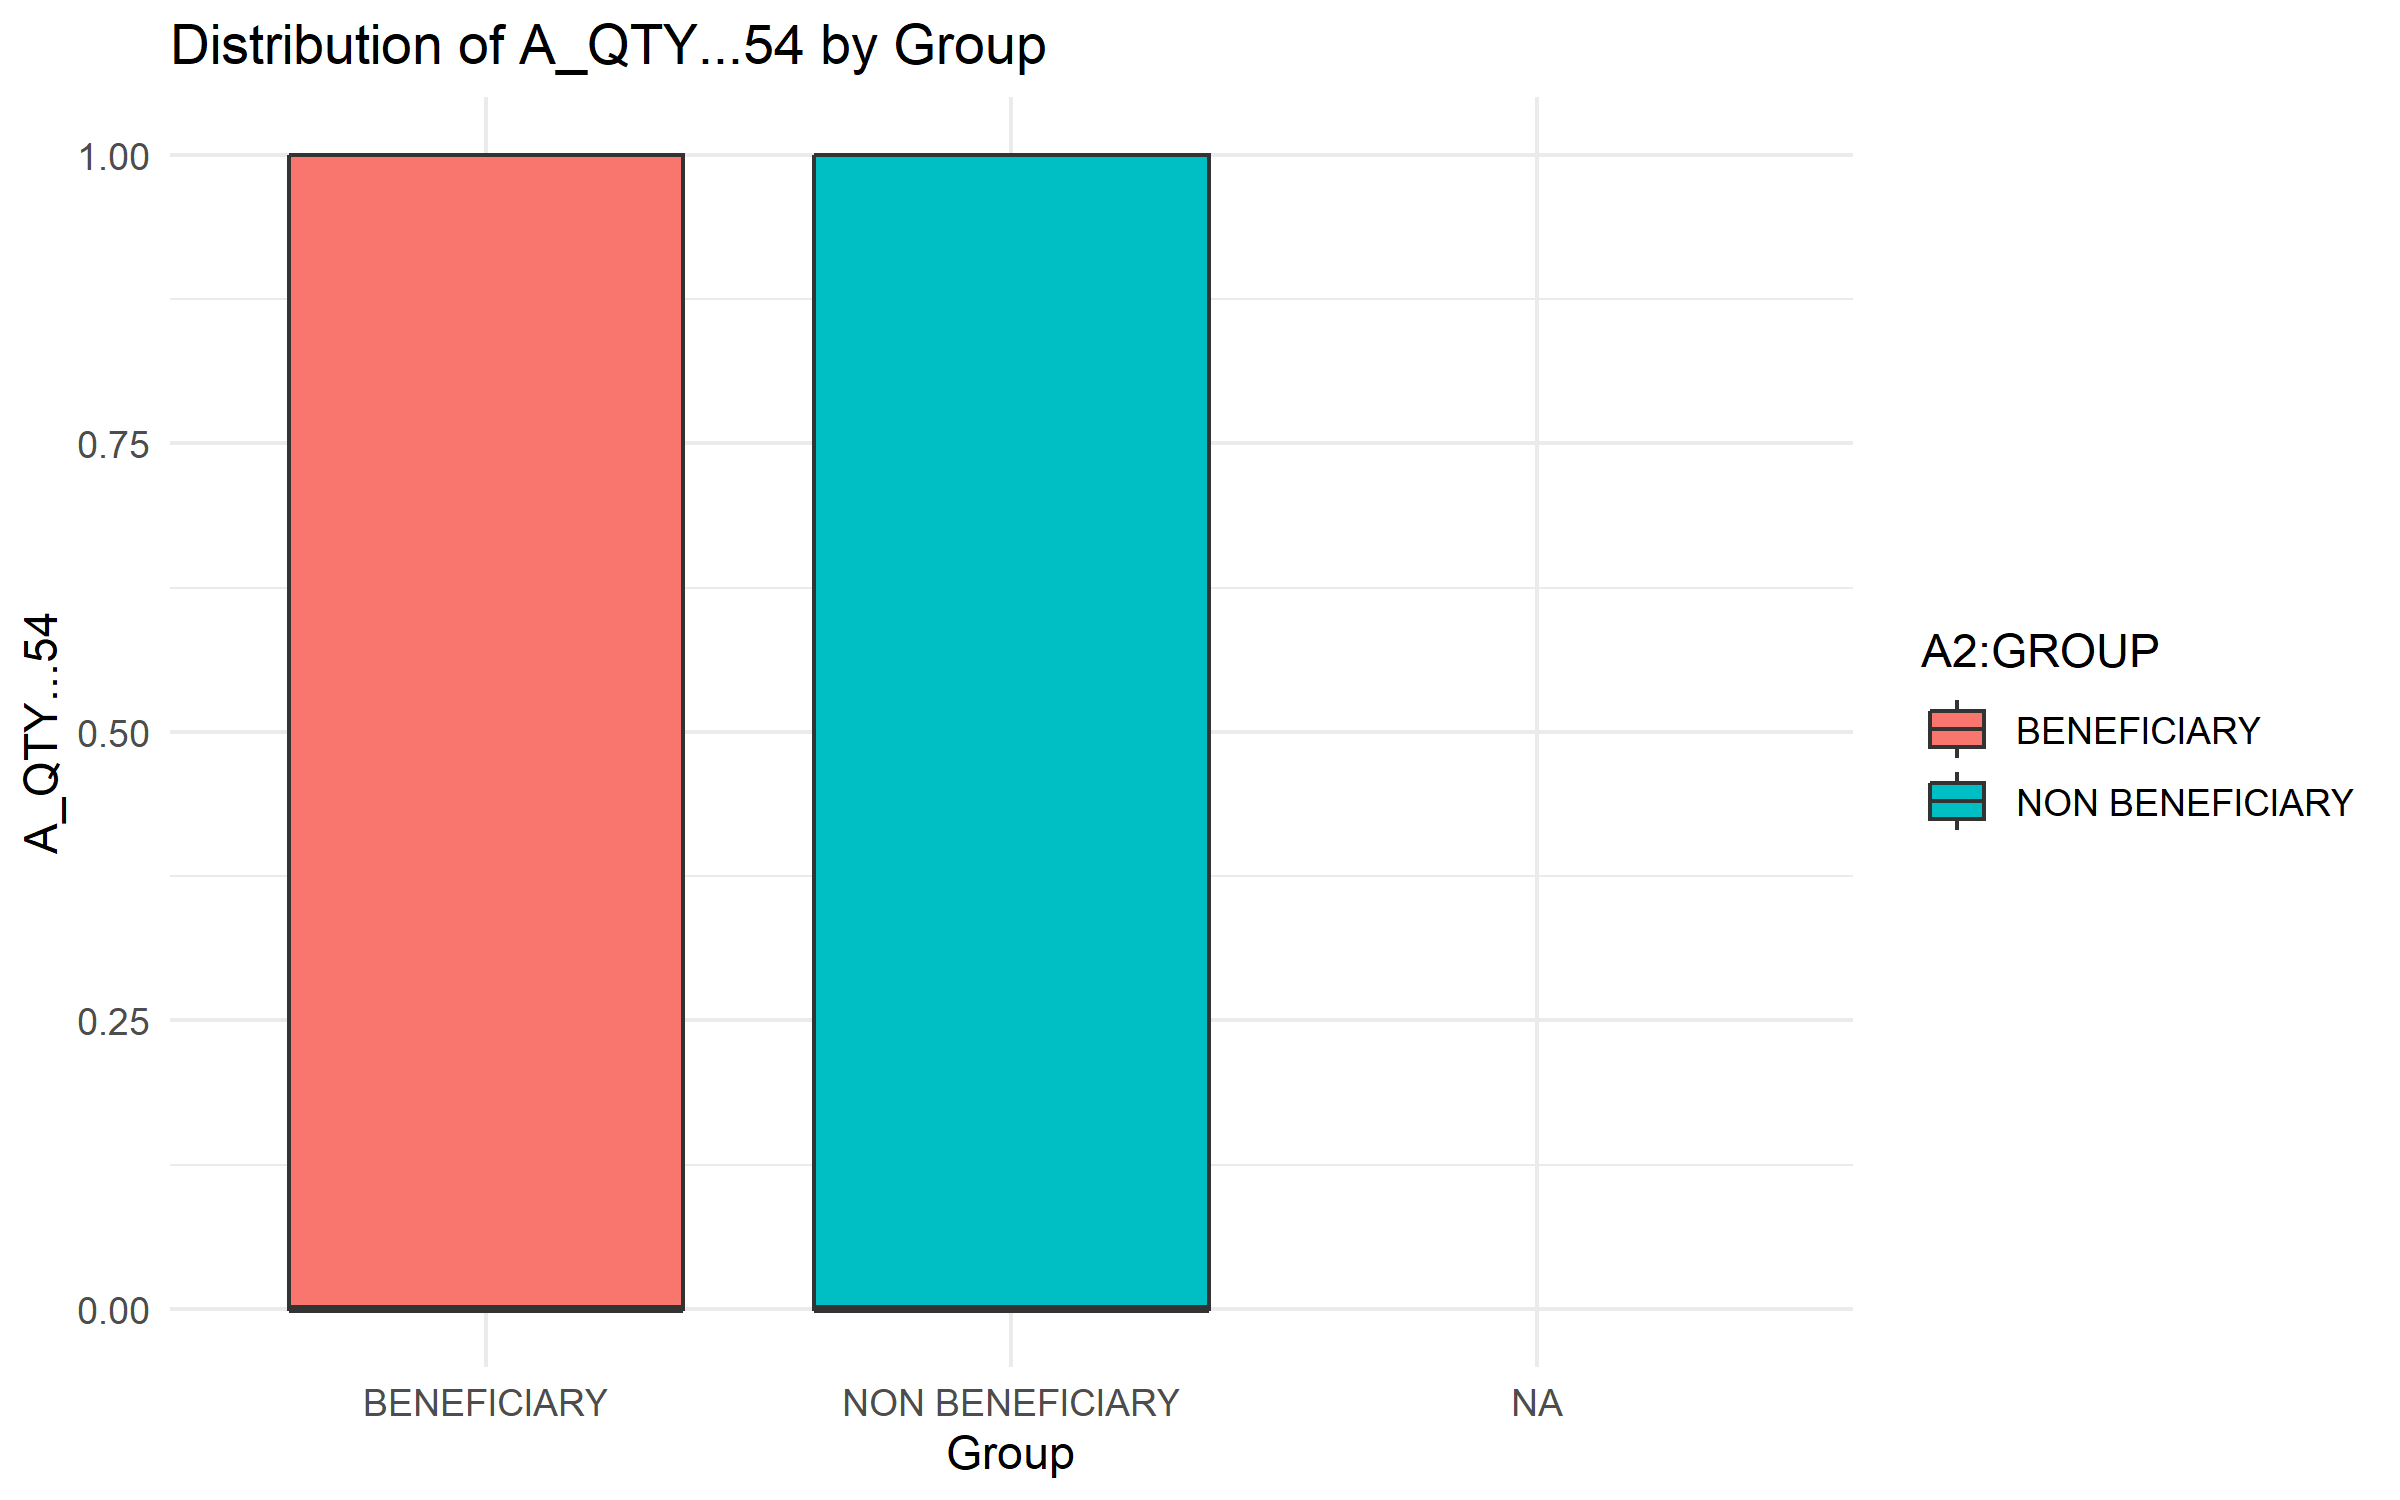 Distribution of A_QTY...54 by Group
A_QTY...54
1.00
0.75
0.50
0.25
0.00
BENEFICIARY
NON BENEFICIARY
NA
Group
A2:GROUP
BENEFICIARY
NON BENEFICIARY